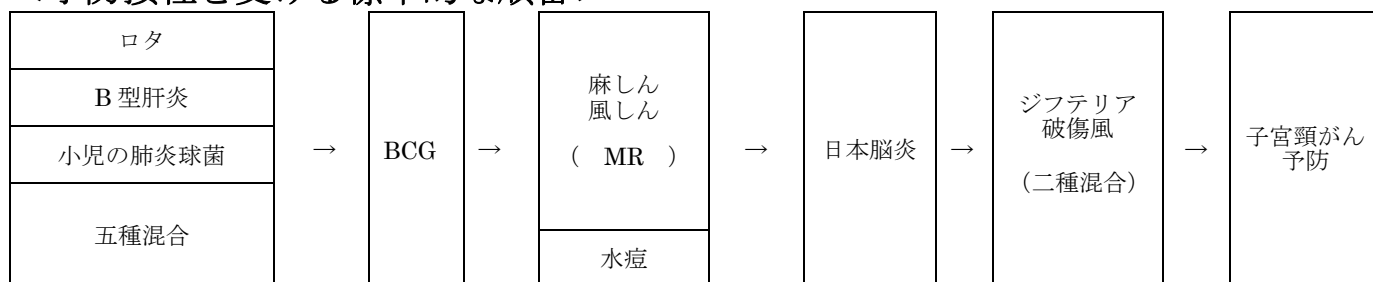 ロタ
B 型肝炎
小児の肺炎球菌
五種混合
→
BCG
→
麻しん
風しん
( MR )
水痘
→
日本脳炎
→
ジフテリア
破傷風
（二種混合）
→
子宮頸がん
予防